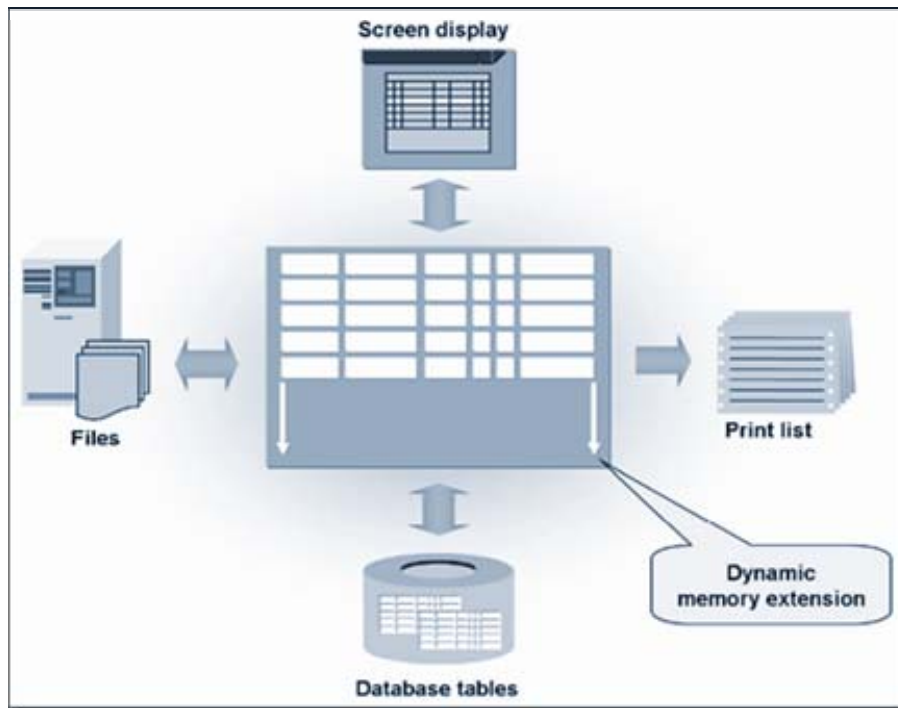 Screen display
Files
Print list
Dynamic
memory extension
Database tables